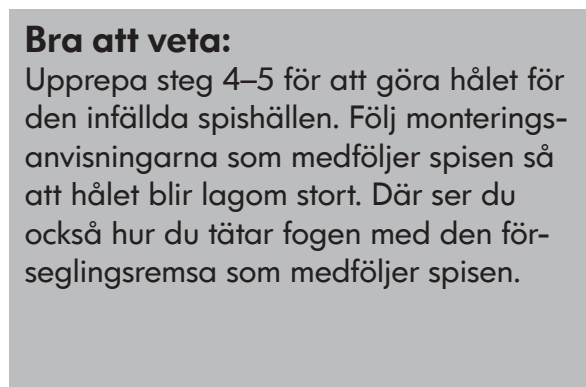 Bra att veta:
Upprepa steg 4–5 för att göra hålet för
den infällda spishällen. Följ monterings-
anvisningarna som medföljer spisen så
att hålet blir lagom stort. Där ser du
också hur du tätar fogen med den för-
seglingsremsa som medföljer spisen.